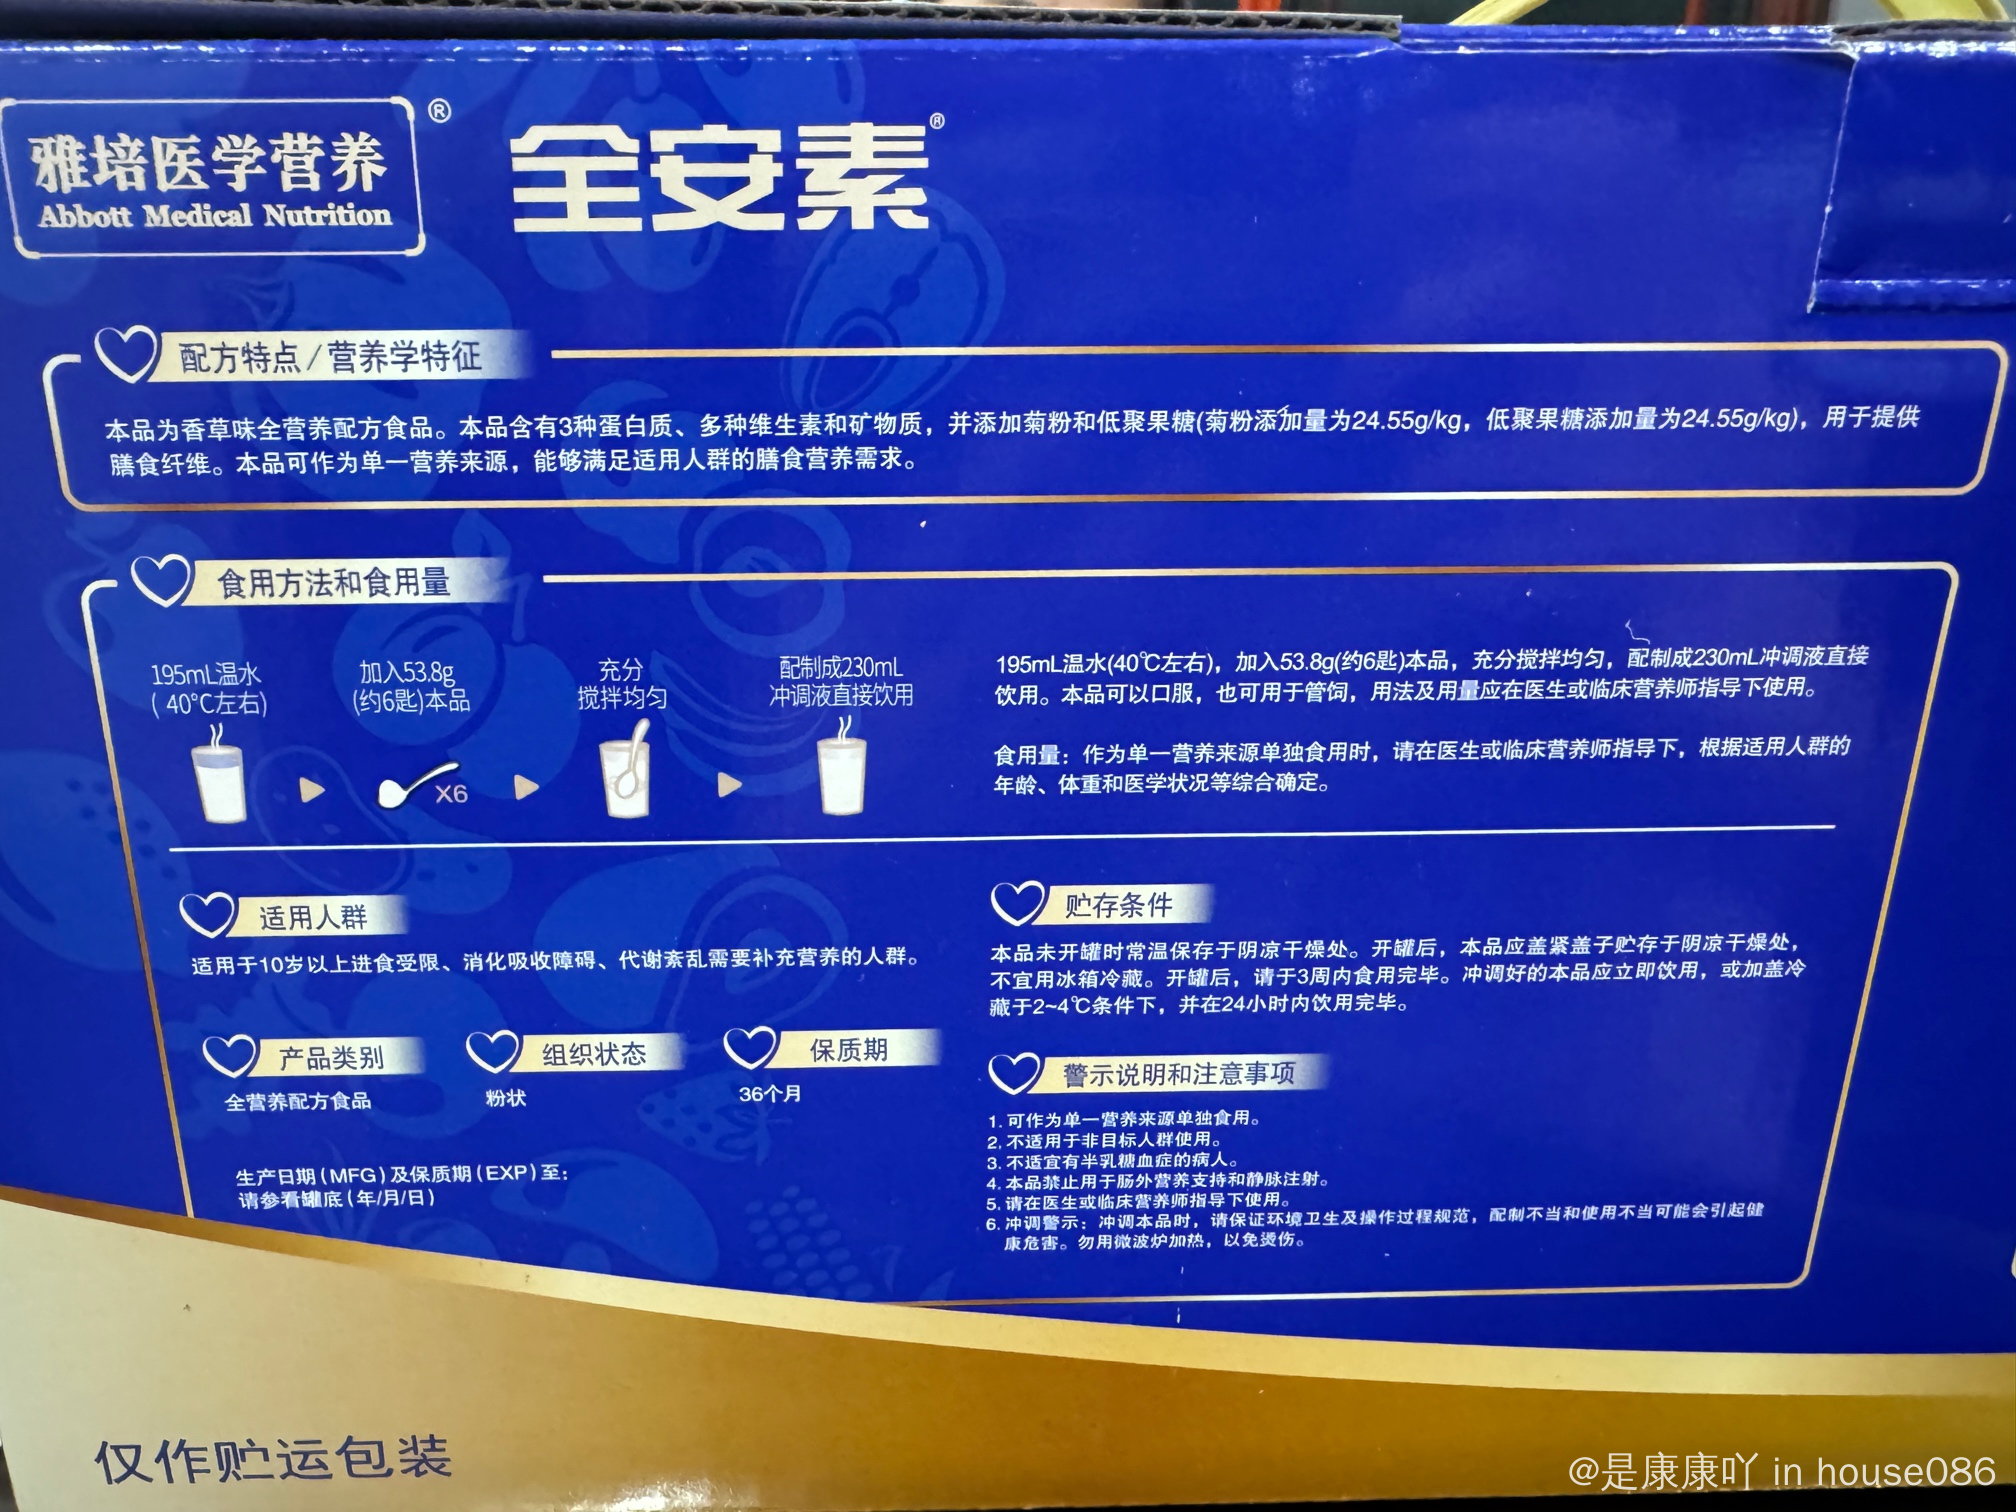 雅培医学营养
Abbott Medical Nutrition
®
全安素®
配方特点/营养学特征
本品为香草味全营养配方食品。本品含有3种蛋白质、多种维生素和矿物质，并添加菊粉和低聚果糖(菊粉添加量为24.55g/kg，低聚果糖添加量为24.55g/kg)，用于提供
膳食纤维。本品可作为单一营养来源，能够满足适用人群的膳食营养需求。
食用方法和食用量
195mL温水
( 40°C左右)
加入53.8g
(约6匙)本品
充分
搅拌均匀
配制成230mL
冲调液直接饮用
X6
195mL温水(40℃左右)，加入53.8g(约6匙)本品，充分搅拌均匀，配制成230mL冲调液直接
饮用。本品可以口服，也可用于管饲，用法及用量应在医生或临床营养师指导下使用。
食用量：作为单一营养来源单独食用时，请在医生或临床营养师指导下，根据适用人群的
年龄、体重和医学状况等综合确定。
适用人群
适用于10岁以上进食受限、消化吸收障碍、代谢紊乱需要补充营养的人群。
产品类别
全营养配方食品
组织状态
粉状
保质期
36个月
生产日期(MFG)及保质期(EXP)至:
请参看罐底(年/月/日)
贮存条件
本品未开罐时常温保存于阴凉干燥处。开罐后，本品应盖紧盖子贮存于阴凉干燥处，
不宜用冰箱冷藏。开罐后，请于3周内食用完毕。冲调好的本品应立即饮用，或加盖冷
藏于2~4℃条件下，并在24小时内饮用完毕。
警示说明和注意事项
1. 可作为单一营养来源单独食用。
2. 不适用于非目标人群使用。
3. 不适宜有半乳糖血症的病人。
4. 本品禁止用于肠外营养支持和静脉注射。
5. 请在医生或临床营养师指导下使用。
6. 冲调警示：冲调本品时，请保证环境卫生及操作过程规范，配制不当和使用不当可能会引起健
康危害。勿用微波炉加热，以免烫伤。
仅作贮运包装
@是康康吖 in house086